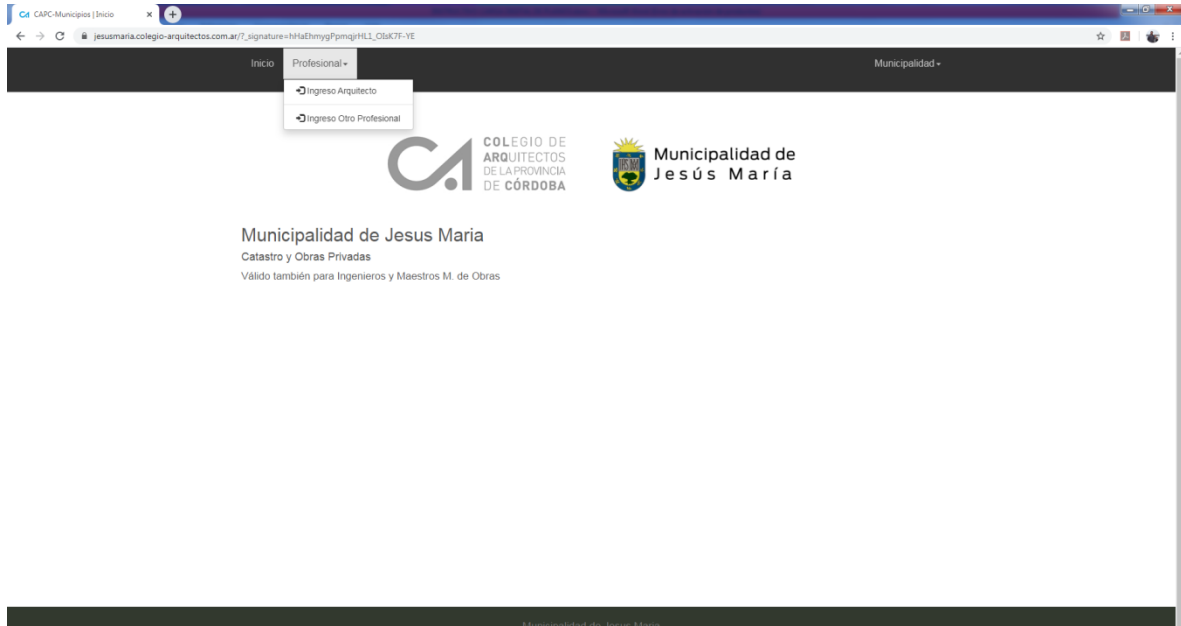 CAPC-Municipios | Inicio
jesusmaria.colegio-arquitectos.com.ar/?_signature=hHaEhmygPpmqjrHL1_OIsK7F-YE
Inicio Profesional Municipalidad
Ingreso Arquitecto
Ingreso Otro Profesional
COLEGIO DE
ARQUITECTOS
DE LA PROVINCIA
DE CÓRDOBA
Municipalidad de
Jesús María
Municipalidad de Jesus Maria
Catastro y Obras Privadas
Válido también para Ingenieros y Maestros M. de Obras
Municipalidad de Jesus Maria